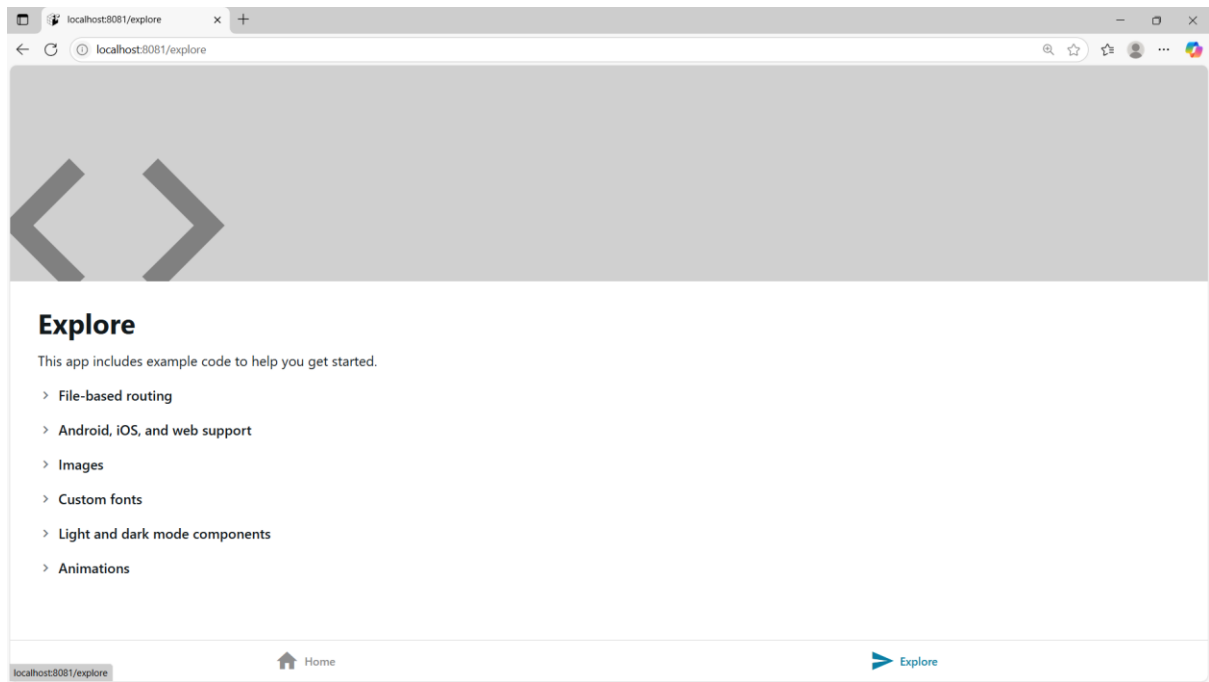 localhost:8081/explore
localhost:8081/explore
Explore
This app includes example code to help you get started.
File-based routing
Android, iOS, and web support
Images
Custom fonts
Light and dark mode components
Animations
Home
Explore
localhost:8081/explore